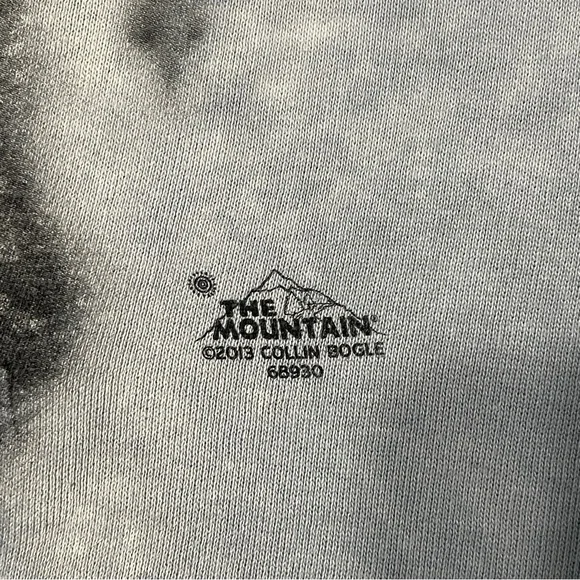 THE
MOUNTAIN®
©2013 COLLIN BOGLE
68930